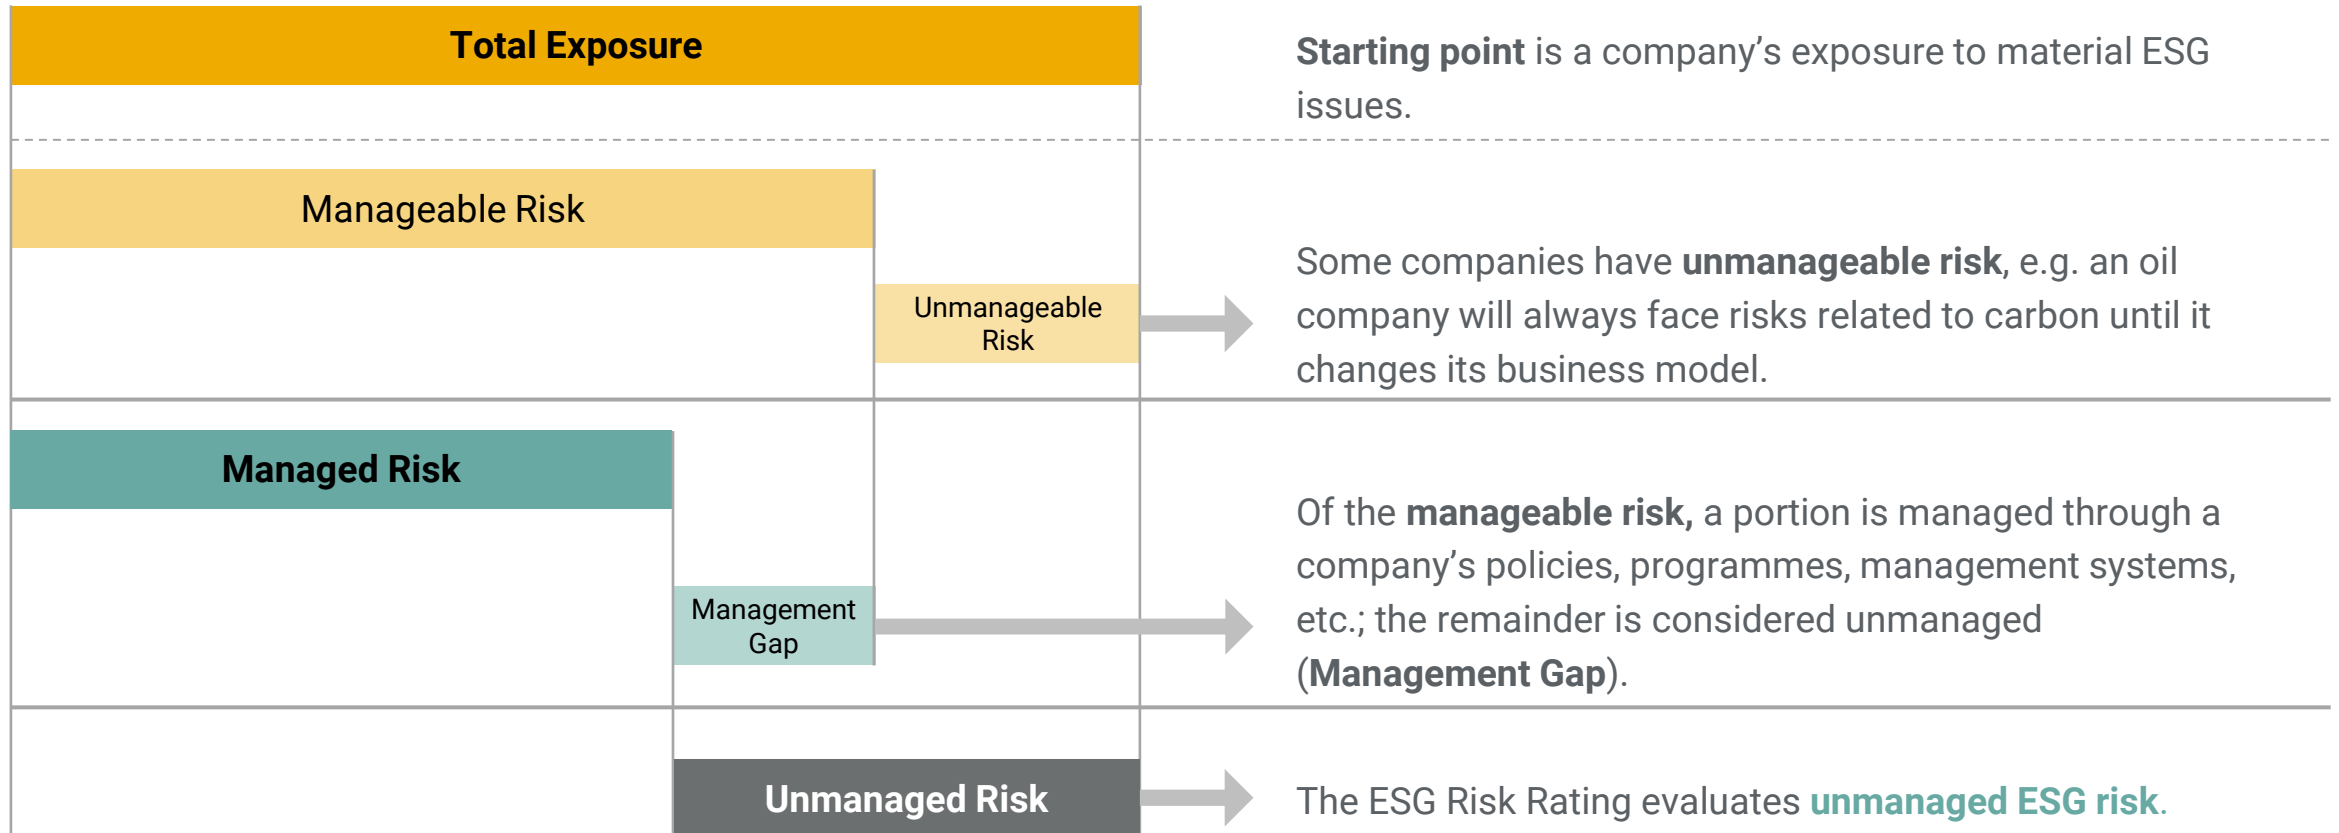 Total Exposure
Starting point is a company’s exposure to material ESG
issues.
Manageable Risk
Unmanageable
Risk
Some companies have unmanageable risk, e.g. an oil
company will always face risks related to carbon until it
changes its business model.
Managed Risk
Management
Gap
Of the manageable risk, a portion is managed through a
company’s policies, programmes, management systems,
etc.; the remainder is considered unmanaged
(Management Gap).
Unmanaged Risk
The ESG Risk Rating evaluates unmanaged ESG risk.